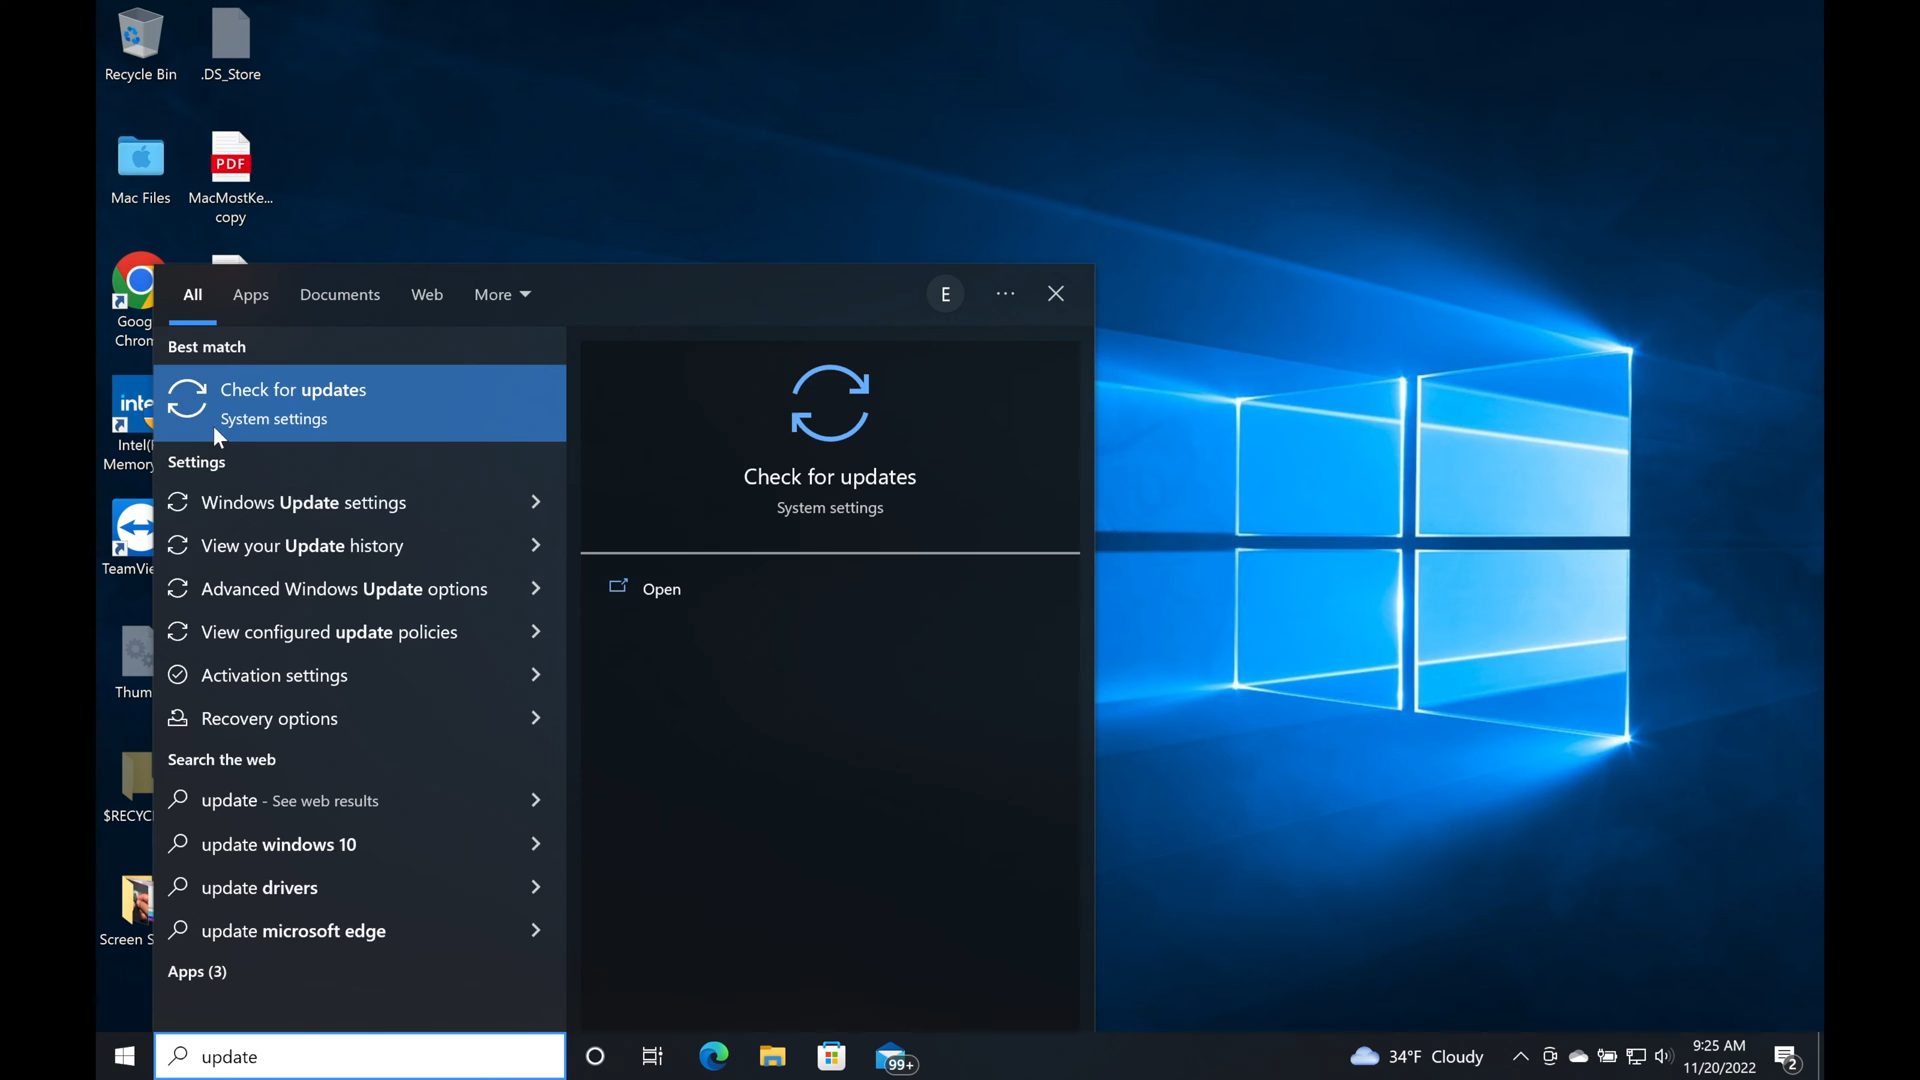 Recycle Bin
.DS_Store
Mac Files
PDF
MacMostKe...
copy
Goog
Chrom
inte
Intel(
Memory
TeamVie
Thum
$RECYC
Screen S
All
Apps
Documents
Web
More
E
Best match
Check for updates
System settings
Settings
Windows Update settings
View your Update history
Advanced Windows Update options
View configured update policies
Activation settings
Recovery options
Search the web
update - See web results
update windows 10
update drivers
update microsoft edge
Apps (3)
Check for updates
System settings
Open
update
99+
34°F Cloudy
9:25 AM
11/20/2022
2